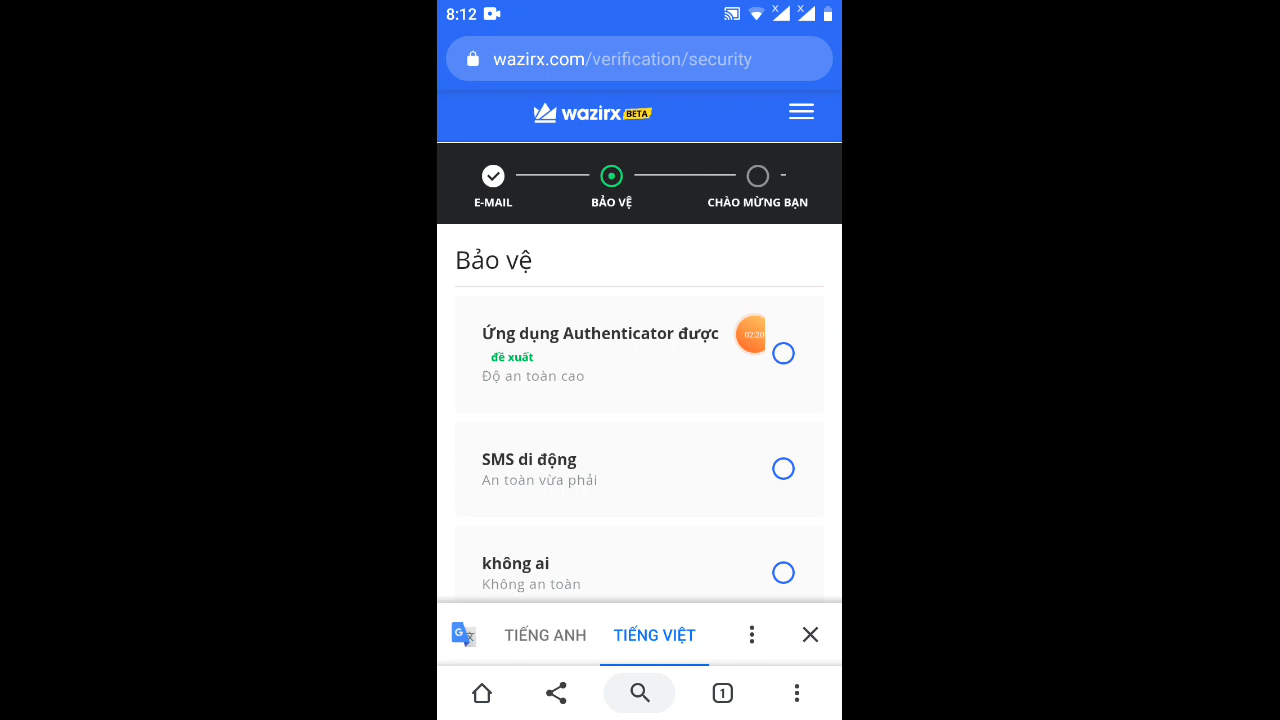 8:12
wazirx.com/verification/security
wazirx BETA
E-MAIL
BẢO VỆ
CHÀO MỪNG BẠN
Bảo vệ
Ứng dụng Authenticator được
đề xuất
02:20
Độ an toàn cao
SMS di động
An toàn vừa phải
không ai
Không an toàn
TIẾNG ANH
TIẾNG VIỆT
1